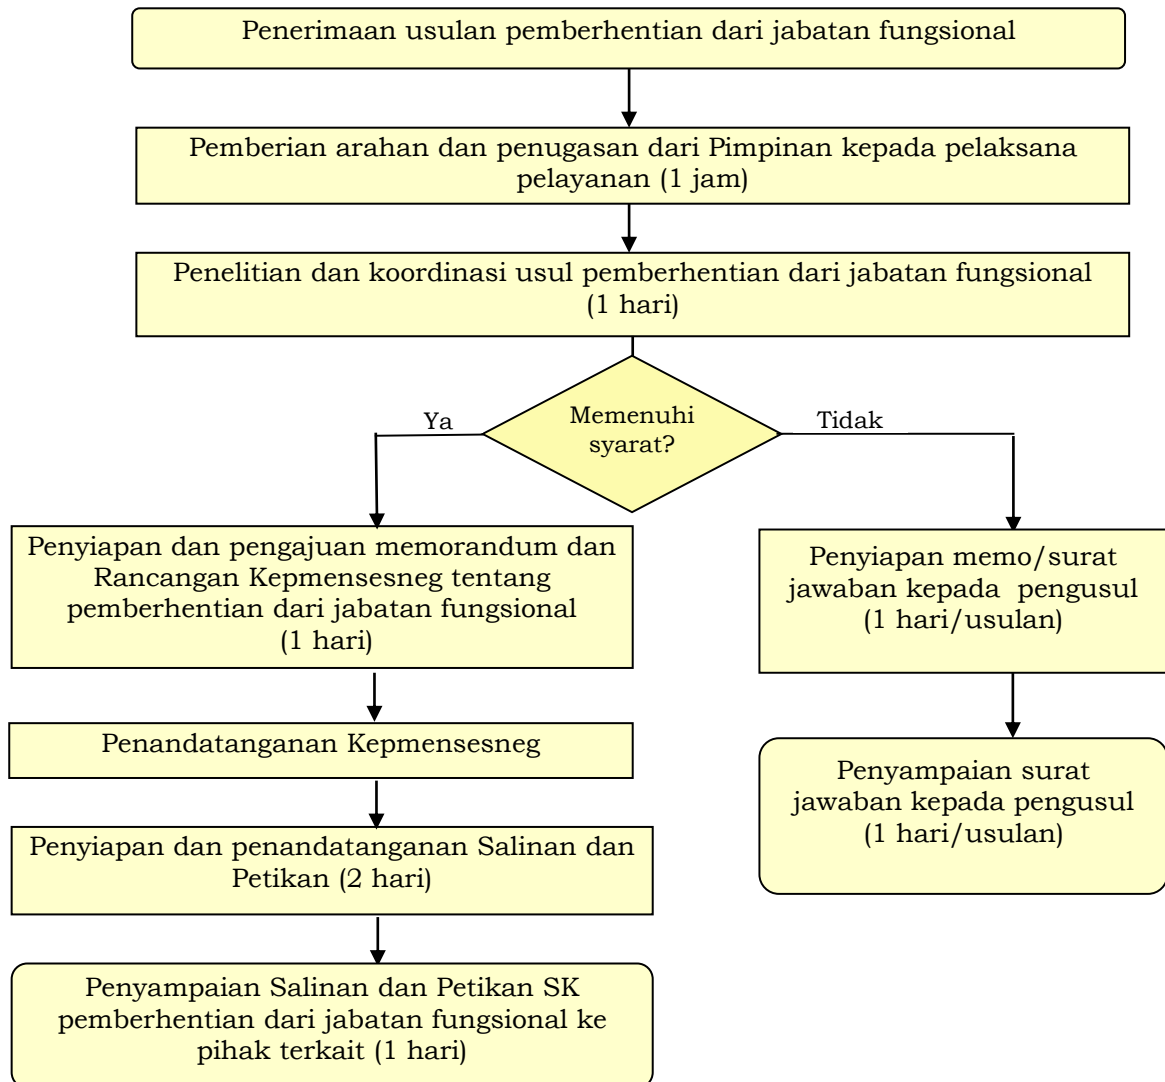 Penerimaan usulan pemberhentian dari jabatan fungsional
Pemberian arahan dan penugasan dari Pimpinan kepada pelaksana
pelayanan (1 jam)
Penelitian dan koordinasi usul pemberhentian dari jabatan fungsional
(1 hari)
Memenuhi
syarat?
Ya
Tidak
Penyiapan dan pengajuan memorandum dan
Rancangan Kepmensesneg tentang
pemberhentian dari jabatan fungsional
(1 hari)
Penandatanganan Kepmensesneg
Penyiapan dan penandatanganan Salinan dan
Petikan (2 hari)
Penyampaian Salinan dan Petikan SK
pemberhentian dari jabatan fungsional ke
pihak terkait (1 hari)
Penyiapan memo/surat
jawaban kepada pengusul
(1 hari/usulan)
Penyampaian surat
jawaban kepada pengusul
(1 hari/usulan)